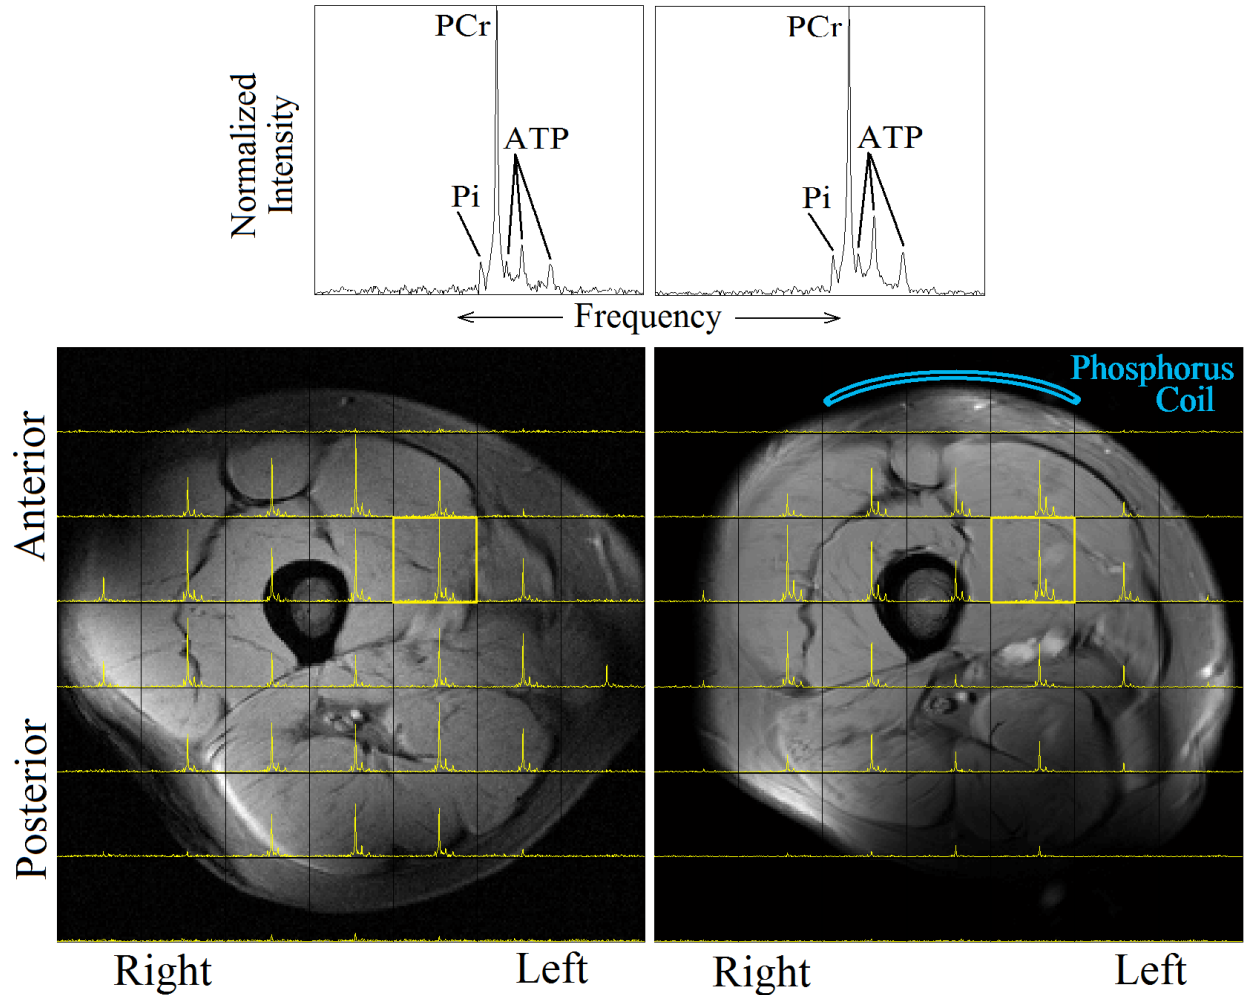 PCr
PCr
Normalized
Intensity
ATP
ATP
Pi
Pi
Frequency
Phosphorus
Coil
Anterior
Posterior
Right
Left
Right
Left